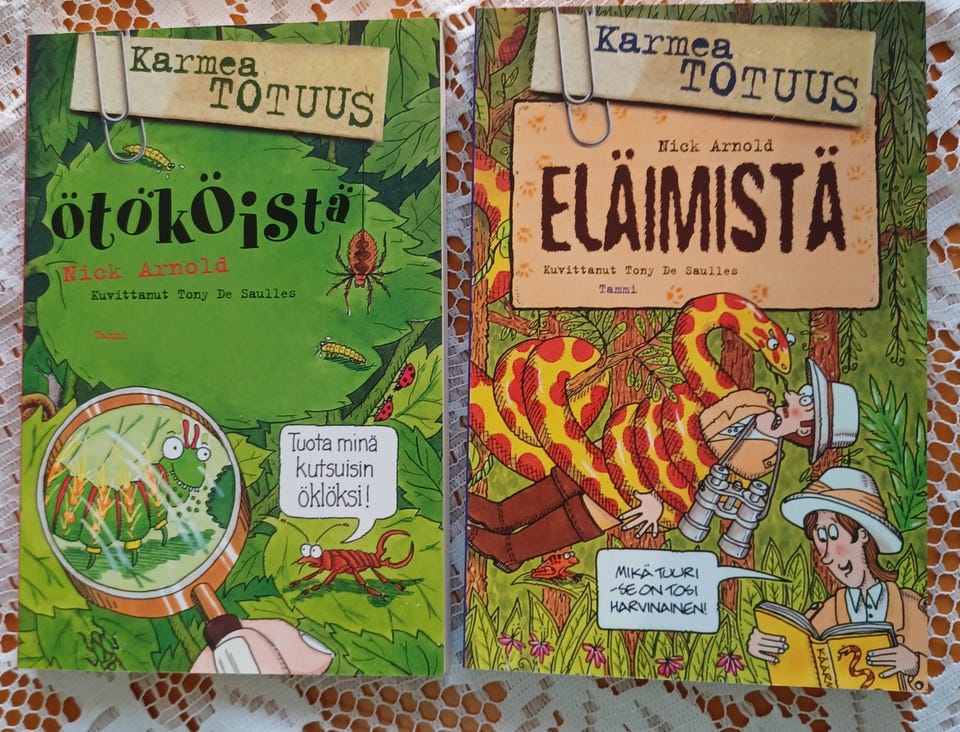 Karmea
TOTUUS
ötököistä
Nick Arnold
Kuvittanut Tony De Saulles
Tammi
Tuota minä
kutsuisin
öklöksi!
Karmea
TOTUUS
Nick Arnold
ELÄIMISTÄ
Kuvittanut Tony De Saulles
Tammi
MIKÄ TUURI
-SE ON TOSI
HARVINAINEN!